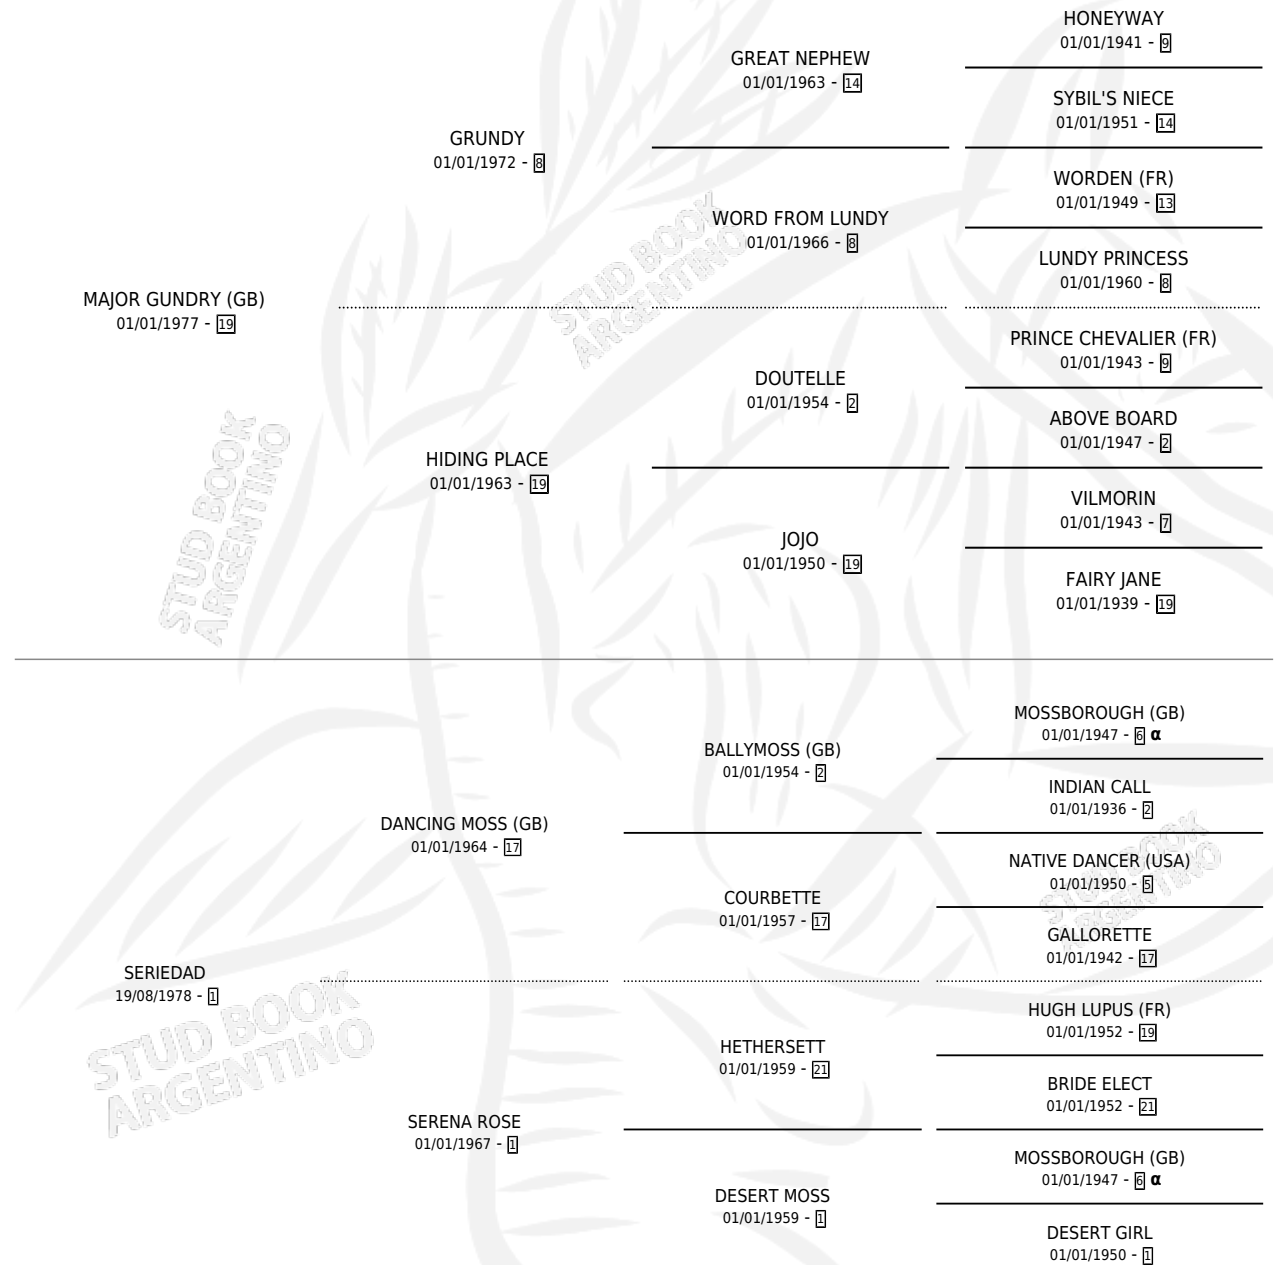 HONEYWAY
01/01/1941 - 9
GREAT NEPHEW
01/01/1963 - 14
SYBIL'S NIECE
01/01/1951 - 14
GRUNDY
01/01/1972 - 8
WORDEN (FR)
01/01/1949 - 13
WORD FROM LUNDY
01/01/1966 - 8
LUNDY PRINCESS
01/01/1960 - 8
MAJOR GUNDRY (GB)
01/01/1977 - 19
PRINCE CHEVALIER (FR)
01/01/1943 - 9
DOUTELLE
01/01/1954 - 2
ABOVE BOARD
01/01/1947 - 2
HIDING PLACE
01/01/1963 - 19
VILMORIN
01/01/1943 - 7
JOJO
01/01/1950 - 19
FAIRY JANE
01/01/1939 - 19
MOSSBOROUGH (GB)
01/01/1947 - 6 α
BALLYMOSS (GB)
01/01/1954 - 2
INDIAN CALL
01/01/1936 - 2
DANCING MOSS (GB)
01/01/1964 - 17
NATIVE DANCER (USA)
01/01/1950 - 5
COURBETTE
01/01/1957 - 17
GALLORETTE
01/01/1942 - 17
SERIEDAD
19/08/1978 - 1
HUGH LUPUS (FR)
01/01/1952 - 19
HETHERSETT
01/01/1959 - 21
BRIDE ELECT
01/01/1952 - 21
SERENA ROSE
01/01/1967 - 1
MOSSBOROUGH (GB)
01/01/1947 - 6 α
DESERT MOSS
01/01/1959 - 1
DESERT GIRL
01/01/1950 - 1
STUD BOOK
ARGENTINO
STUD BOOK
ARGENTINO
STUD BOOK
ARGENTINO
STUD BOOK
ARGENTINO